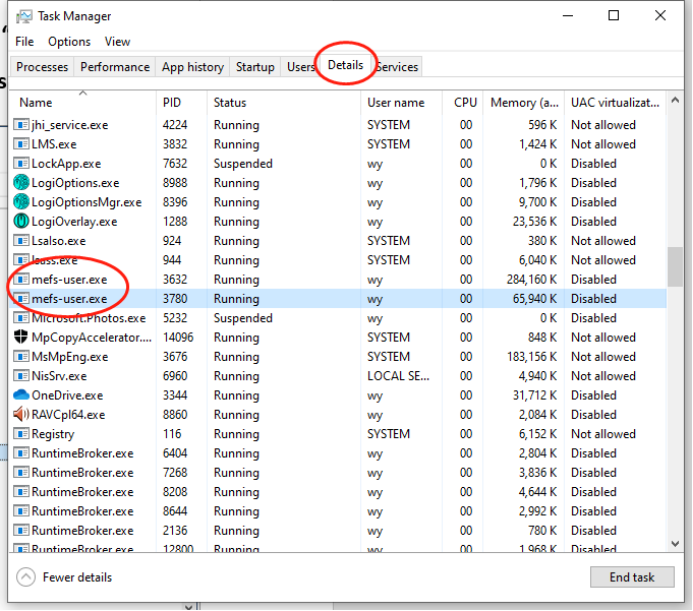 Task Manager
File Options View
Processes Performance App history Startup Users Details Services
Name PID Status User name CPU Memory (a... UAC virtualizat...
jhi_service.exe 4224 Running SYSTEM 00 596 K Not allowed
LMS.exe 3832 Running SYSTEM 00 1,424 K Not allowed
LockApp.exe 7632 Suspended wy 00 0 K Disabled
LogiOptions.exe 8988 Running wy 00 1,796 K Disabled
LogiOptionsMgr.exe 8396 Running wy 00 9,700 K Disabled
LogiOverlay.exe 1288 Running wy 00 23,536 K Disabled
LsaIso.exe 924 Running SYSTEM 00 380 K Not allowed
lsass.exe 944 Running SYSTEM 00 6,040 K Not allowed
mefs-user.exe 3632 Running wy 00 284,160 K Disabled
mefs-user.exe 3780 Running wy 00 65,940 K Disabled
Microsoft.Photos.exe 5232 Suspended wy 00 0 K Disabled
MpCopyAccelerator.... 14096 Running SYSTEM 00 848 K Not allowed
MsMpEng.exe 3676 Running SYSTEM 00 183,156 K Not allowed
NisSrv.exe 6960 Running LOCAL SE... 00 4,940 K Not allowed
OneDrive.exe 3344 Running wy 00 31,712 K Disabled
RAVCpl64.exe 8860 Running wy 00 2,084 K Disabled
Registry 116 Running SYSTEM 00 6,152 K Not allowed
RuntimeBroker.exe 6404 Running wy 00 2,804 K Disabled
RuntimeBroker.exe 7268 Running wy 00 3,836 K Disabled
RuntimeBroker.exe 8208 Running wy 00 4,644 K Disabled
RuntimeBroker.exe 8644 Running wy 00 2,992 K Disabled
RuntimeBroker.exe 2136 Running wy 00 780 K Disabled
RuntimeBroker.exe 12800 Running wy 00 1,968 K Disabled
Fewer details End task